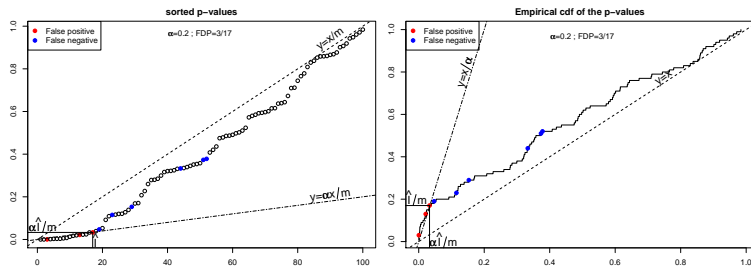 sorted p-values
False positive
False negative
α=0.2 ; FDP=3/17
y=x/m
y=αx/m
αl̂/m
l̂
0.0
0.2
0.4
0.6
0.8
1.0
0
20
40
60
80
100
Empirical cdf of the p-values
False positive
False negative
α=0.2 ; FDP=3/17
y=x/α
y=x
l̂/m
αl̂/m
0.0
0.2
0.4
0.6
0.8
1.0
0.0
0.2
0.4
0.6
0.8
1.0